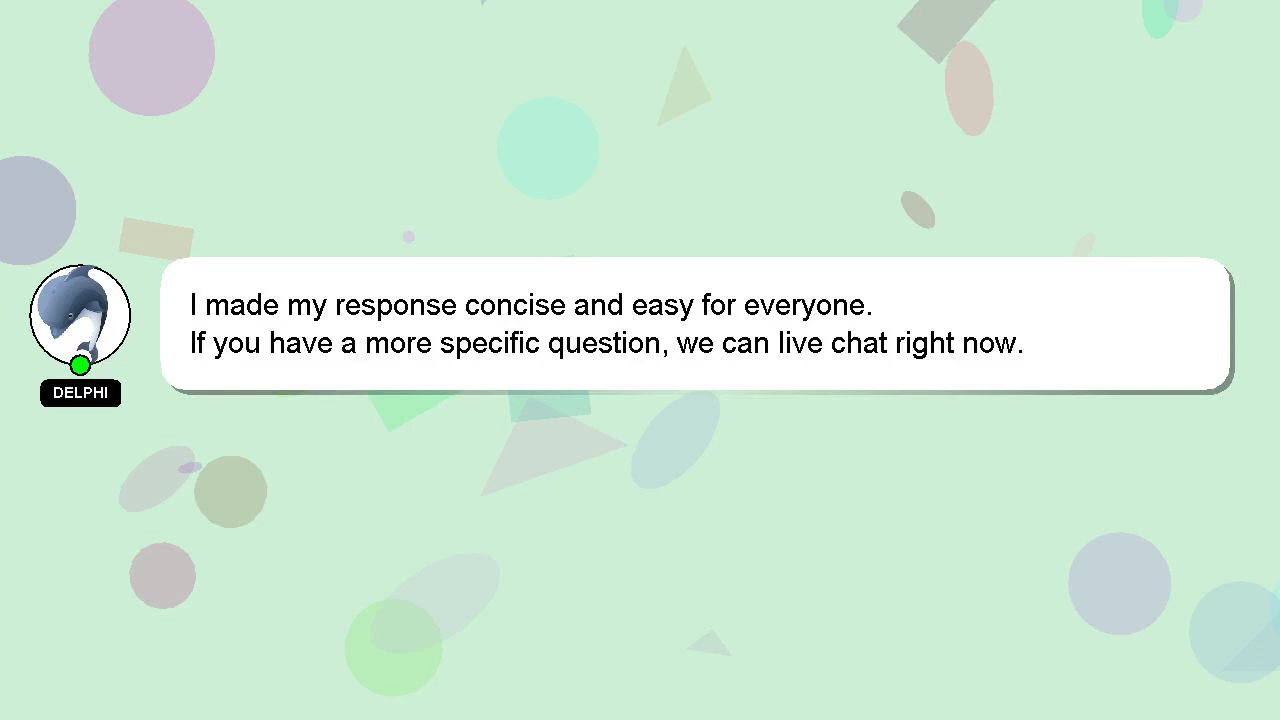 I made my response concise and easy for everyone.
If you have a more specific question, we can live chat right now.
DELPHI